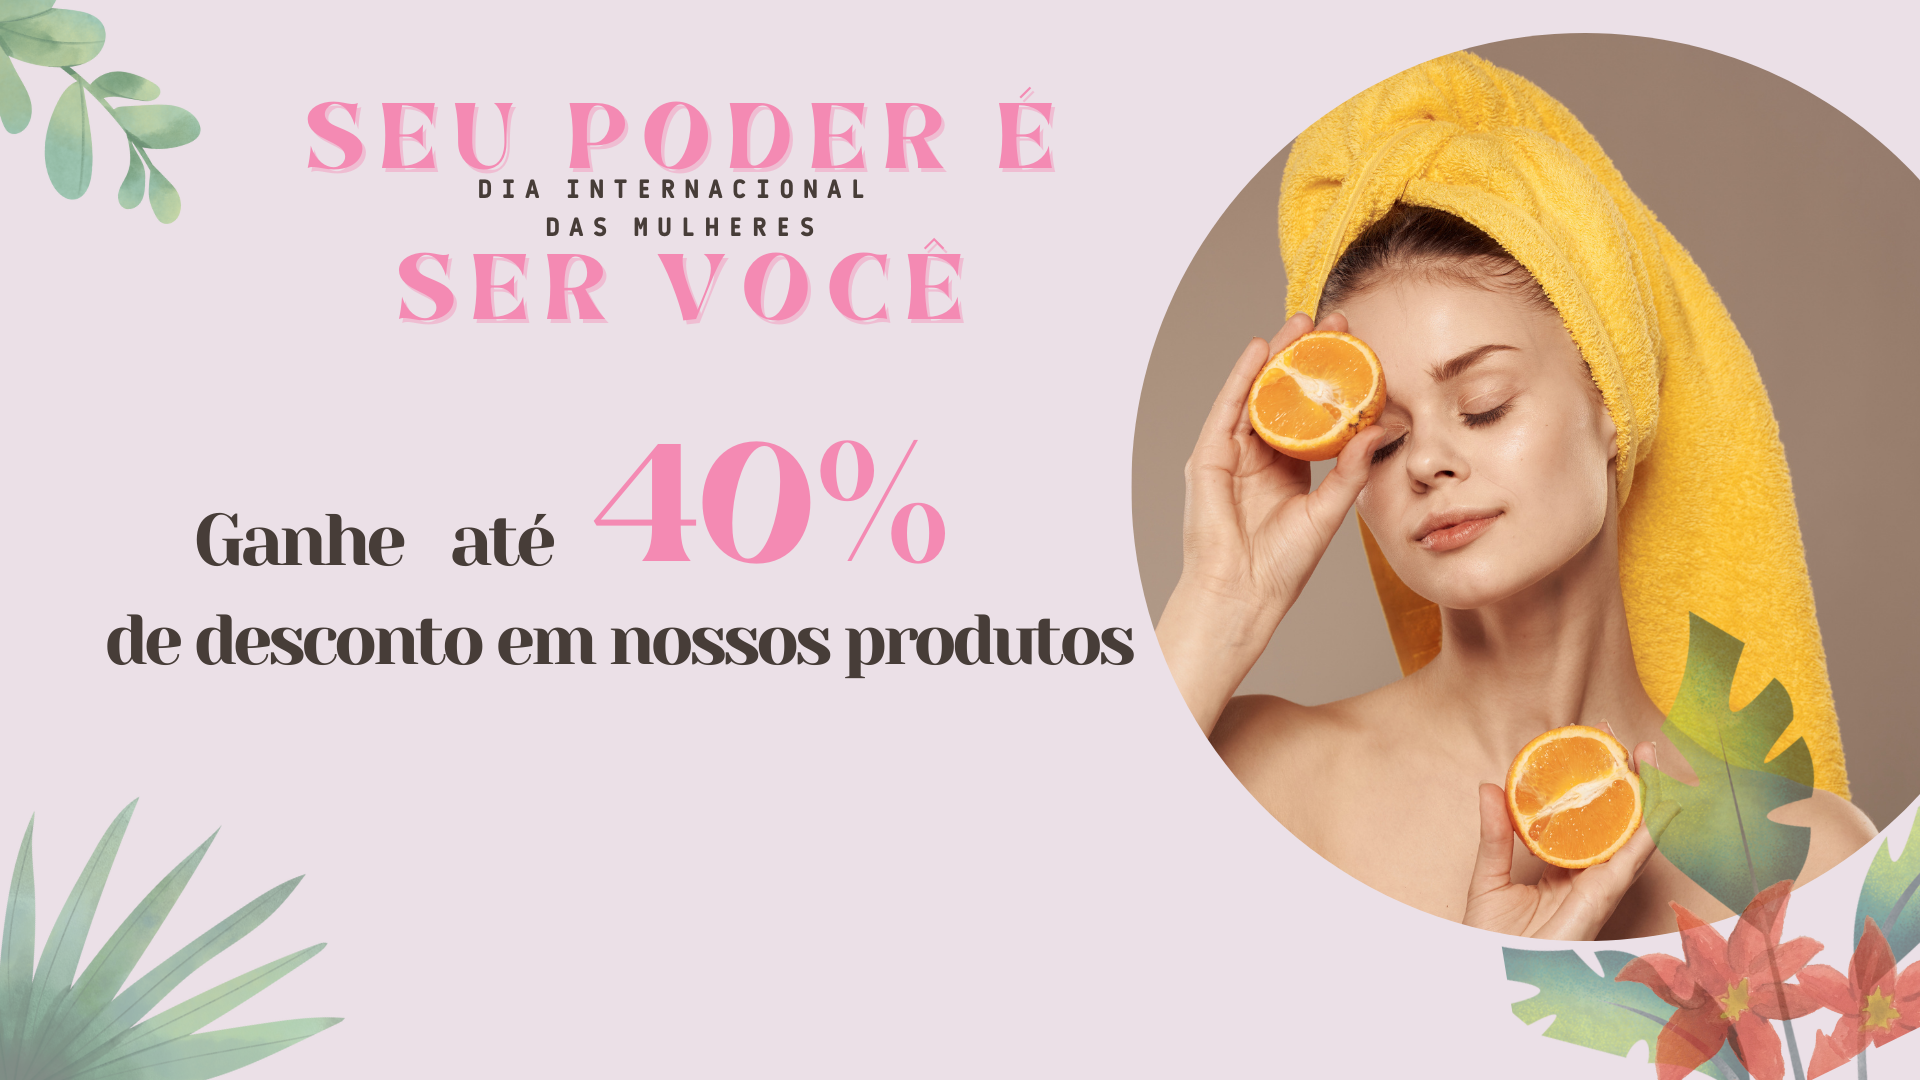 SEU PODER É
DIA INTERNACIONAL
DAS MULHERES
SER VOCÊ
Ganhe até 40%
de desconto em nossos produtos